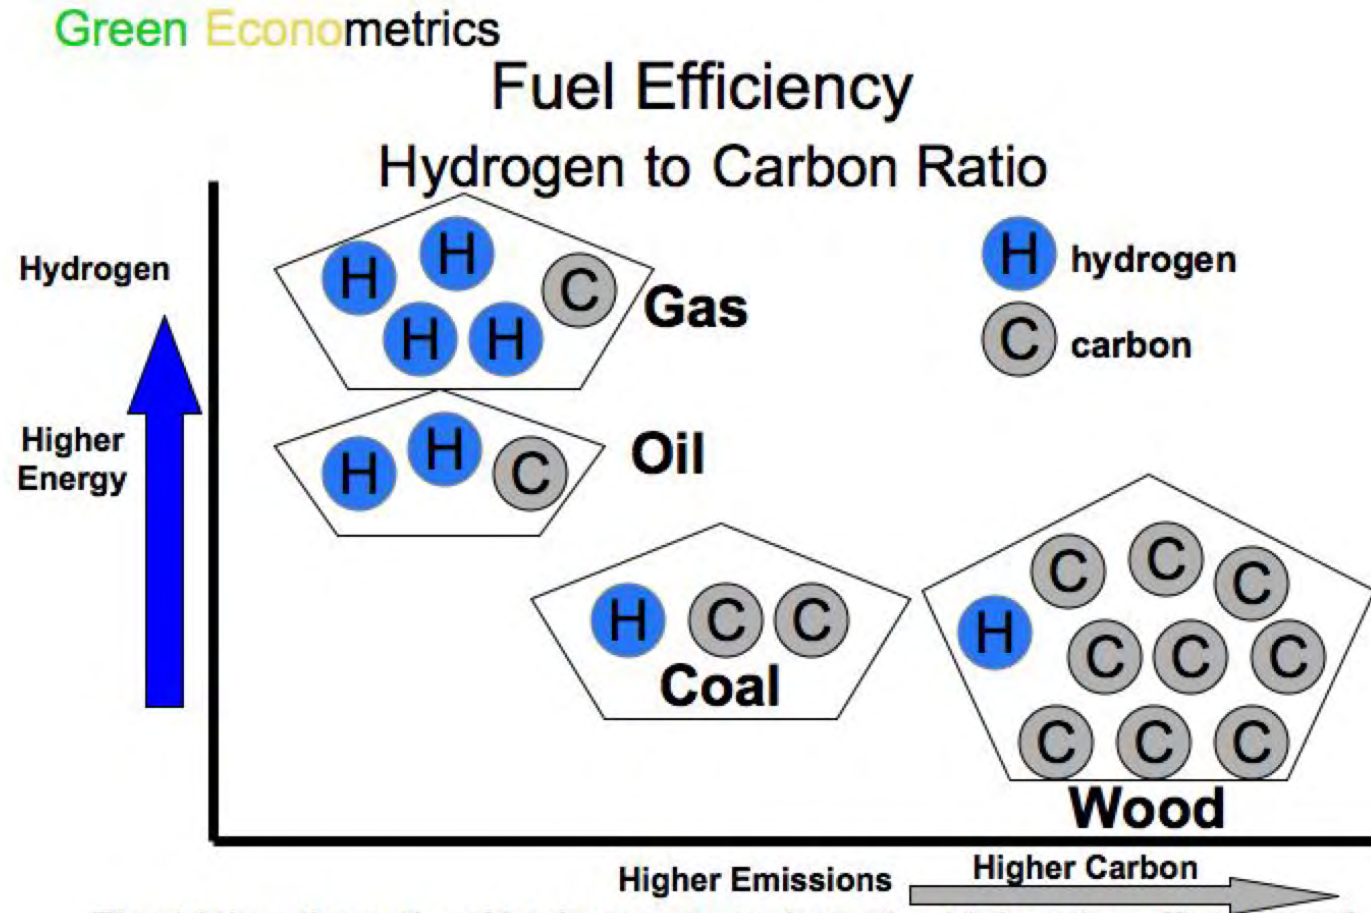 Green Econometrics
Fuel Efficiency
Hydrogen to Carbon Ratio
Hydrogen
Higher
Energy
H
H
C
H
H
Gas
H
hydrogen
C
carbon
H
H
C
Oil
H
C
C
Coal
C
C
C
H
C
C
C
C
C
C
Wood
Higher Emissions
Higher Carbon